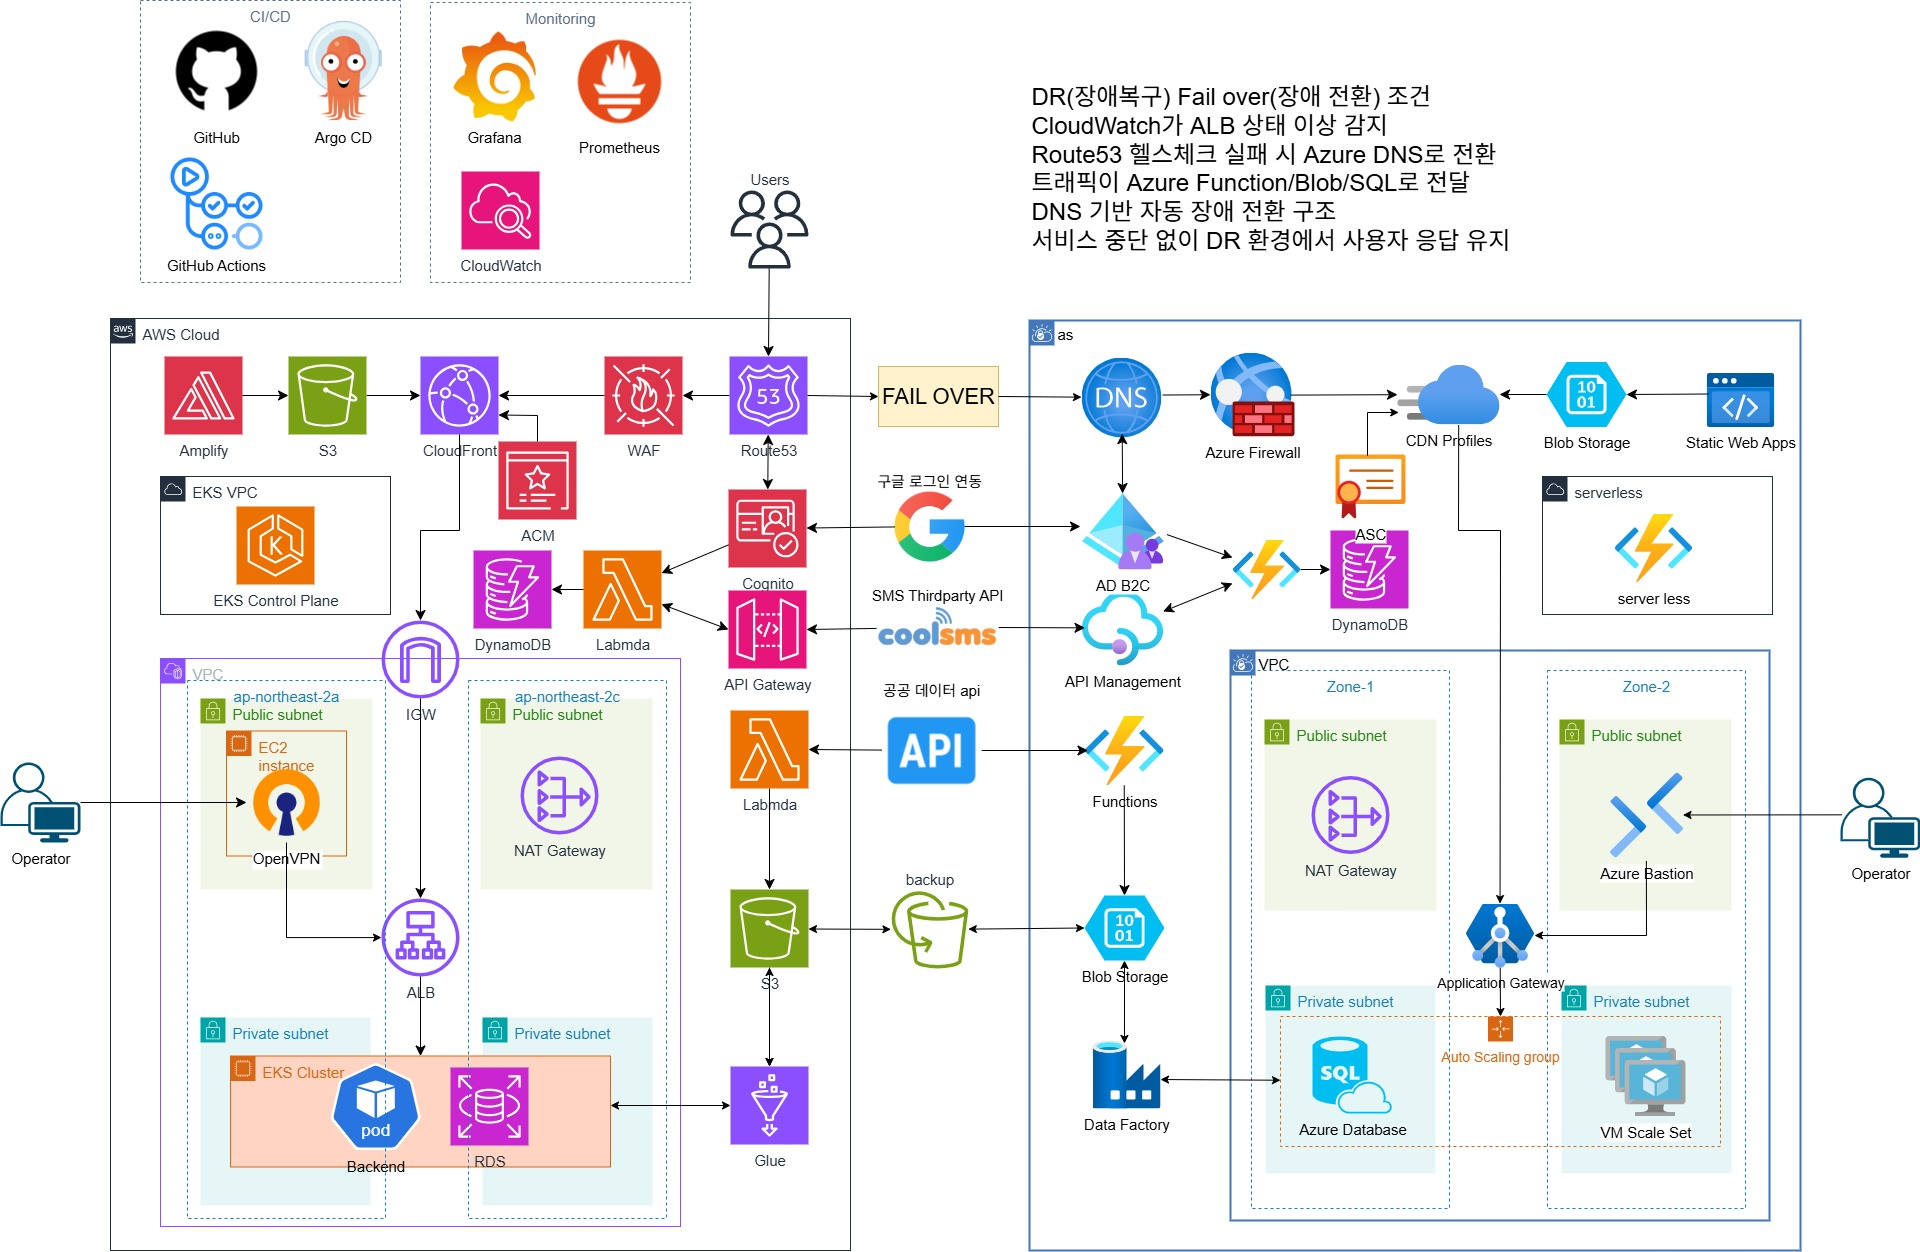 CI/CD
GitHub
Argo CD
GitHub Actions
Monitoring
Grafana
Prometheus
CloudWatch
Users
DR(장애복구) Fail over(장애 전환) 조건
CloudWatch가 ALB 상태 이상 감지
Route53 헬스체크 실패 시 Azure DNS로 전환
트래픽이 Azure Function/Blob/SQL로 전달
DNS 기반 자동 장애 전환 구조
서비스 중단 없이 DR 환경에서 사용자 응답 유지
aws
AWS Cloud
Amplify
S3
CloudFront
WAF
53
Route53
ACM
EKS VPC
EKS Control Plane
DynamoDB
Labmda
Cognito
API Gateway
Labmda
S3
Glue
VPC
IGW
ap-northeast-2a
Public subnet
EC2
instance
OpenVPN
ap-northeast-2c
Public subnet
NAT Gateway
Operator
ALB
Private subnet
Private subnet
EKS Cluster
pod
Backend
RDS
FAIL OVER
구글 로그인 연동
SMS Thirdparty API
coolsms
공공 데이터 api
API
backup
as
DNS
Azure Firewall
CDN Profiles
10
01
Blob Storage
Static Web Apps
ASC
serverless
server less
AD B2C
DynamoDB
API Management
Functions
10
01
Blob Storage
Data Factory
VPC
Zone-1
Public subnet
NAT Gateway
Zone-2
Public subnet
Azure Bastion
Operator
Application Gateway
Private subnet
Private subnet
Auto Scaling group
SQL
Azure Database
VM Scale Set